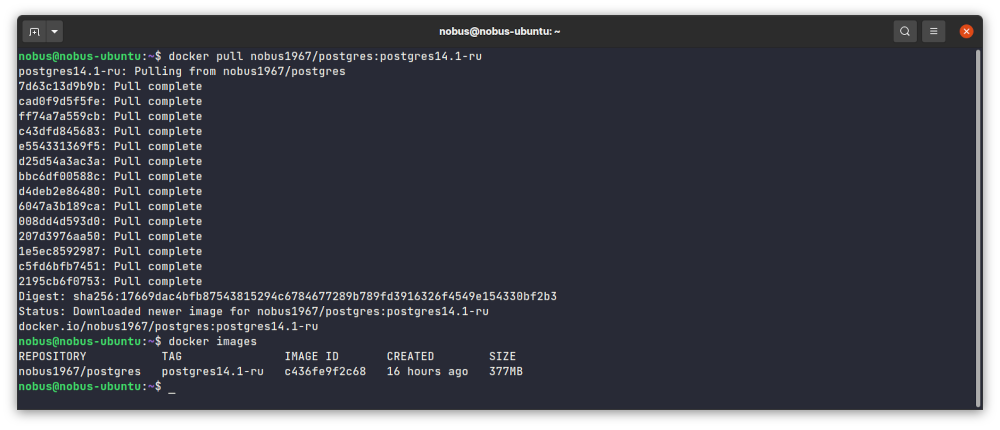 nobus@nobus-ubuntu: ~
nobus@nobus-ubuntu:~$ docker pull nobus1967/postgres:postgres14.1-ru
postgres14.1-ru: Pulling from nobus1967/postgres
7d63c13d9b9b: Pull complete
cad0f9d5f5fe: Pull complete
ff74a7a559cb: Pull complete
c43dfd845683: Pull complete
e554331369f5: Pull complete
d25d54a3ac3a: Pull complete
bbc6df00588c: Pull complete
d4deb2e86480: Pull complete
6047a3b189ca: Pull complete
008dd4d593d0: Pull complete
207d3976aa50: Pull complete
1e5ec8592987: Pull complete
c5fd6bfb7451: Pull complete
2195cb6f0753: Pull complete
Digest: sha256:17669dac4bfb87543815294c6784677289b789fd3916326f4549e154330bf2b3
Status: Downloaded newer image for nobus1967/postgres:postgres14.1-ru
docker.io/nobus1967/postgres:postgres14.1-ru
nobus@nobus-ubuntu:~$ docker images
REPOSITORY           TAG               IMAGE ID       CREATED        SIZE
nobus1967/postgres   postgres14.1-ru   c436fe9f2c68   16 hours ago   377MB
nobus@nobus-ubuntu:~$ _